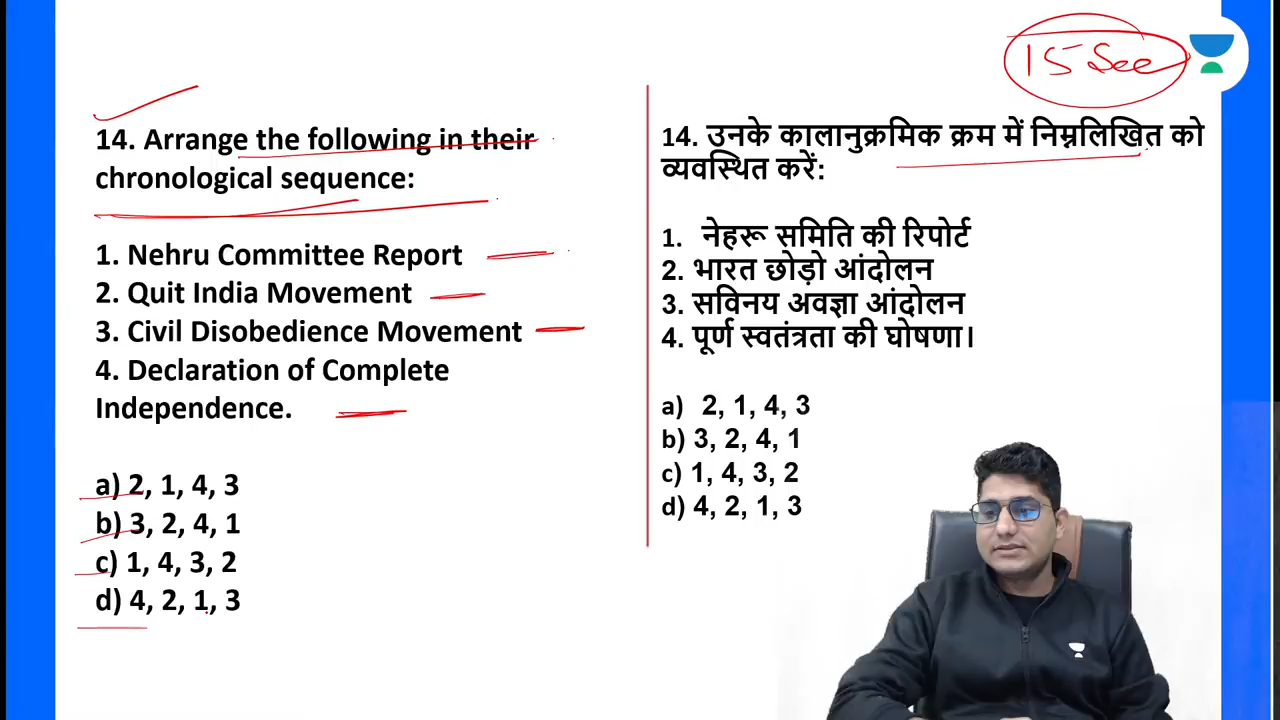 15 Sec
14. Arrange the following in their
chronological sequence:
1. Nehru Committee Report
2. Quit India Movement
3. Civil Disobedience Movement
4. Declaration of Complete
Independence.
a) 2, 1, 4, 3
b) 3, 2, 4, 1
c) 1, 4, 3, 2
d) 4, 2, 1, 3
14. उनके कालानुक्रमिक क्रम में निम्नलिखित को
व्यवस्थित करें:
1. नेहरू समिति की रिपोर्ट
2. भारत छोड़ो आंदोलन
3. सविनय अवज्ञा आंदोलन
4. पूर्ण स्वतंत्रता की घोषणा।
a) 2, 1, 4, 3
b) 3, 2, 4, 1
c) 1, 4, 3, 2
d) 4, 2, 1, 3